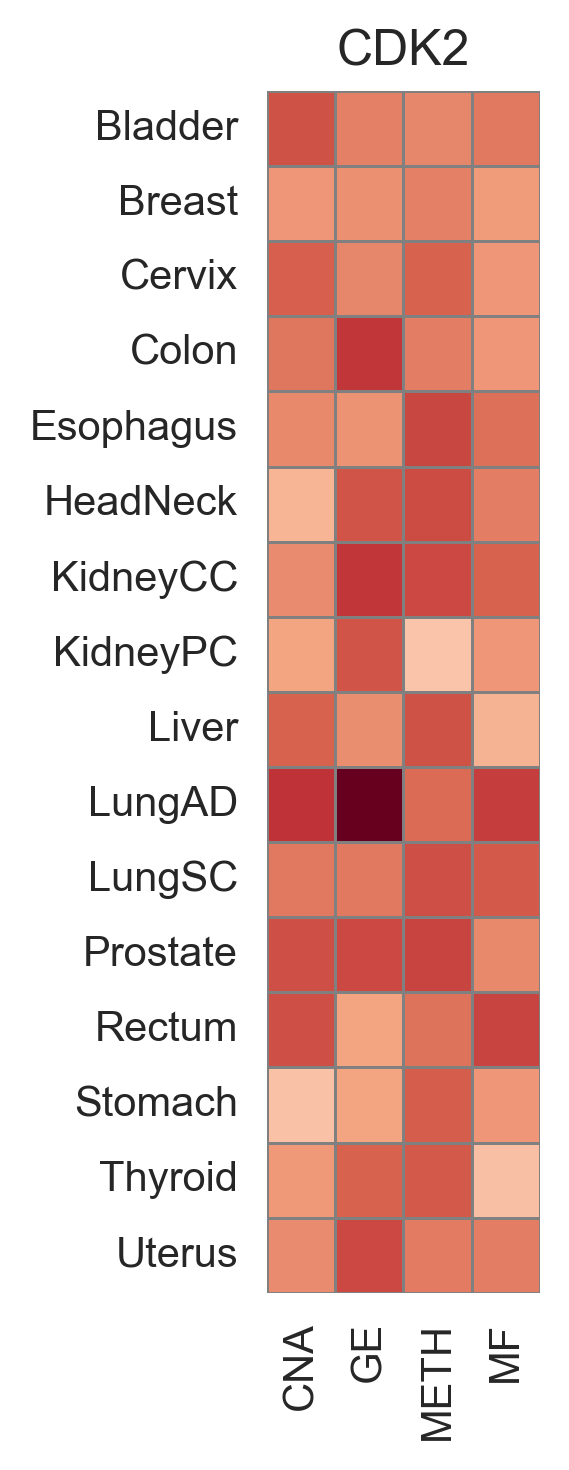 CDK2
Bladder
Breast
Cervix
Colon
Esophagus
HeadNeck
KidneyCC
KidneyPC
Liver
LungAD
LungSC
Prostate
Rectum
Stomach
Thyroid
Uterus
CNA
GE
METH
MF